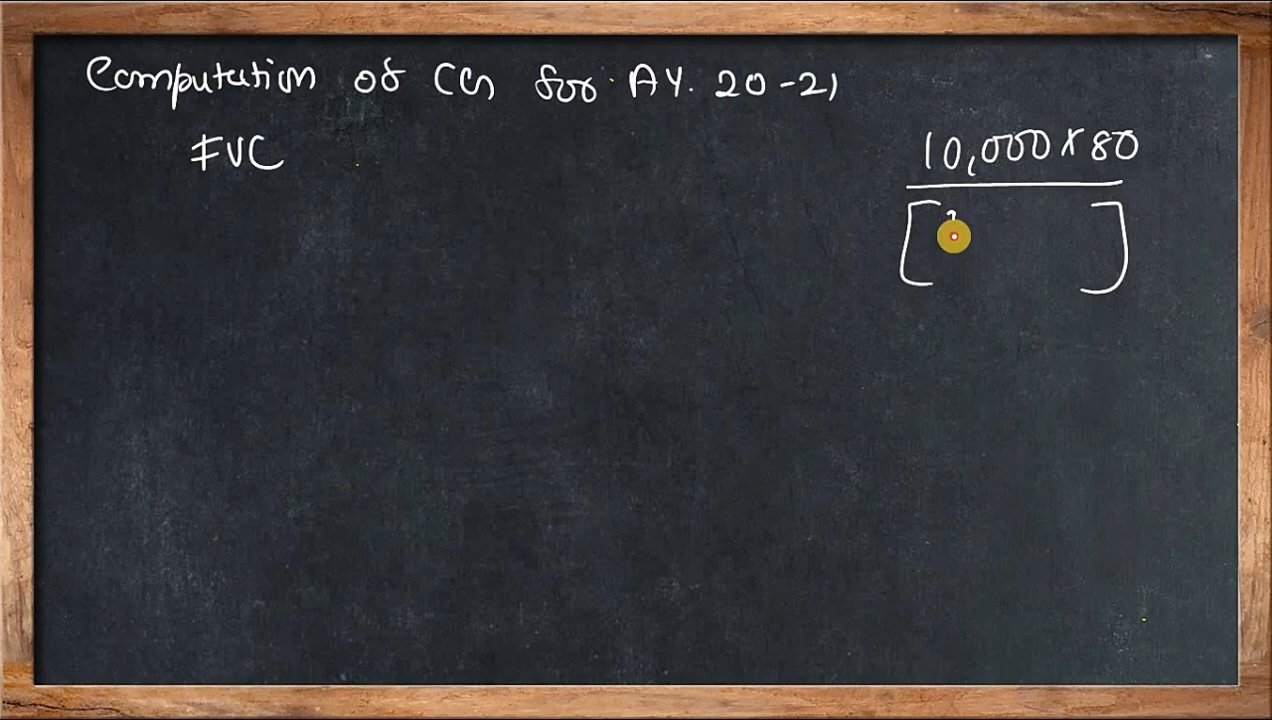 Computation of CG for AY. 20-21
FVC
10,000 x 80
[ ]